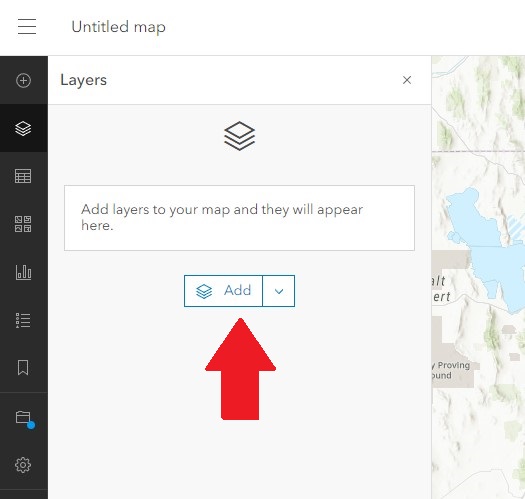 Untitled map
Layers
Add layers to your map and they will appear
here.
Add
alt
ert
y Proving
ound